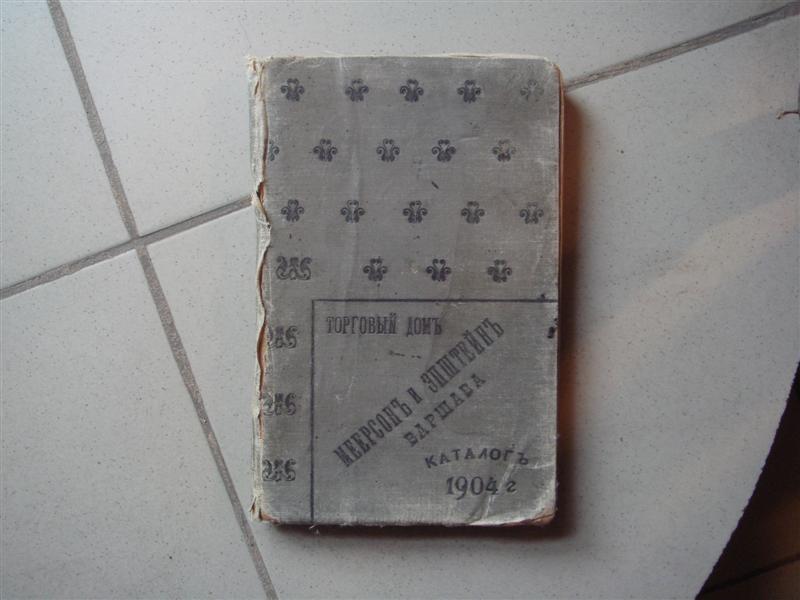 ТОРГОВЫЙ ДОМЪ
МЕЕРСОНЪ И ЭПШТЕЙНЪ
ВАРШАВА
КАТАЛОГЪ
1904 г